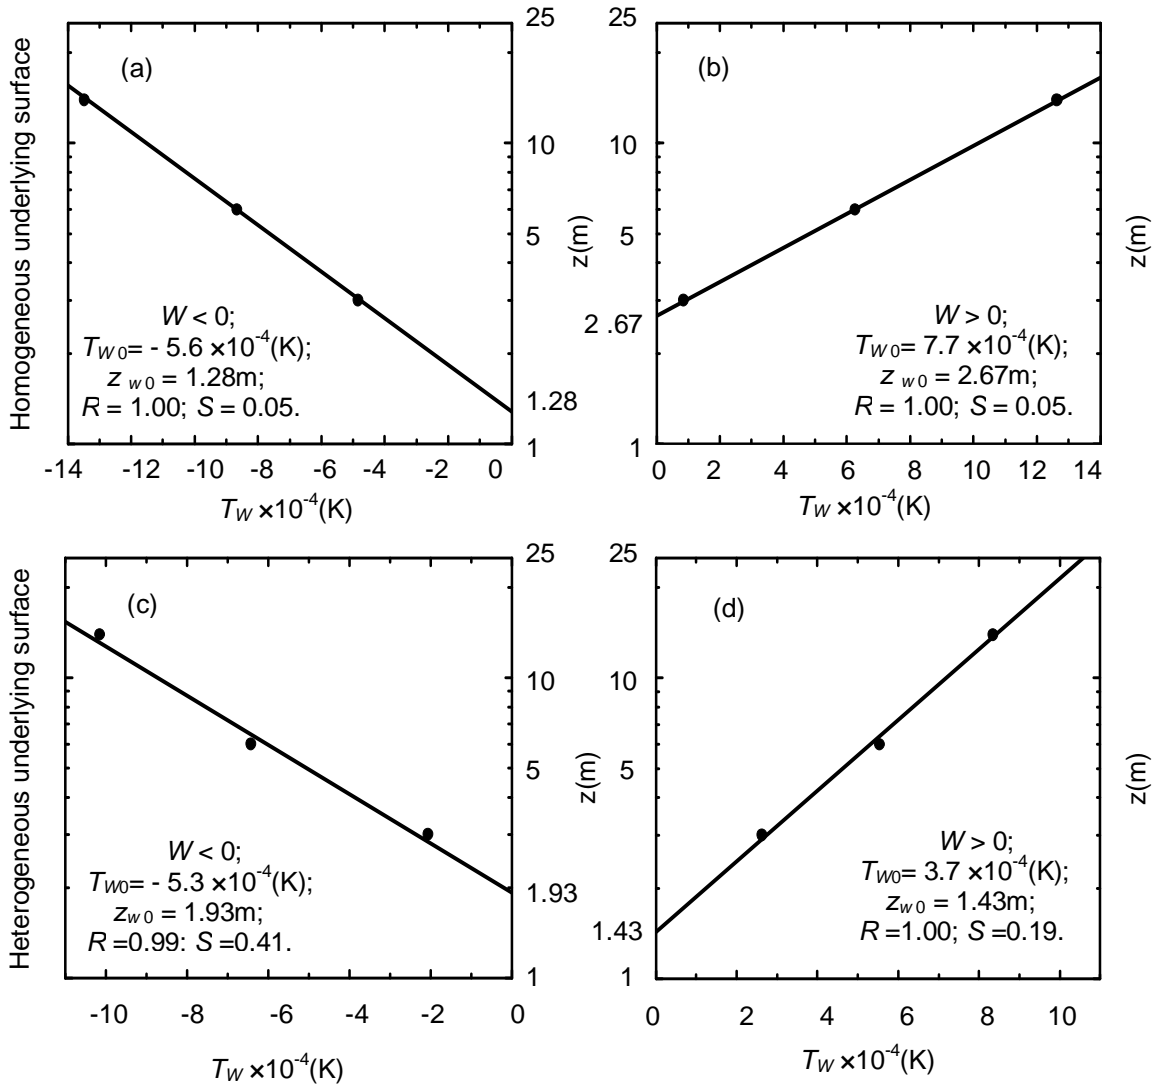 Homogeneous underlying surface
(a)
W < 0;
T_W0= - 5.6 ×10^-4(K);
z_w0 = 1.28m;
R = 1.00; S = 0.05.
-14 -10 -8 -6 -4 -2 0
T_W ×10^-4(K)
25
10
5
1.28
1
z(m)
(b)
W > 0;
T_W0= 7.7 ×10^-4(K);
z_w0 = 2.67m;
R = 1.00; S = 0.05.
2 .67
1
0 2 4 6 8 10 12 14
T_W ×10^-4(K)
25
10
5
z(m)
Heterogeneous underlying surface
(c)
W < 0;
T_W0= - 5.3 ×10^-4(K);
z_w0 = 1.93m;
R =0.99: S =0.41.
-10 -8 -6 -4 -2 0
T_W ×10^-4(K)
25
10
5
1.93
1
z(m)
(d)
W > 0;
T_W0= 3.7 ×10^-4(K);
z_w0 = 1.43m;
R =1.00; S =0.19.
25
10
5
1.43
1
0 2 4 6 8 10
T_W ×10^-4(K)
z(m)